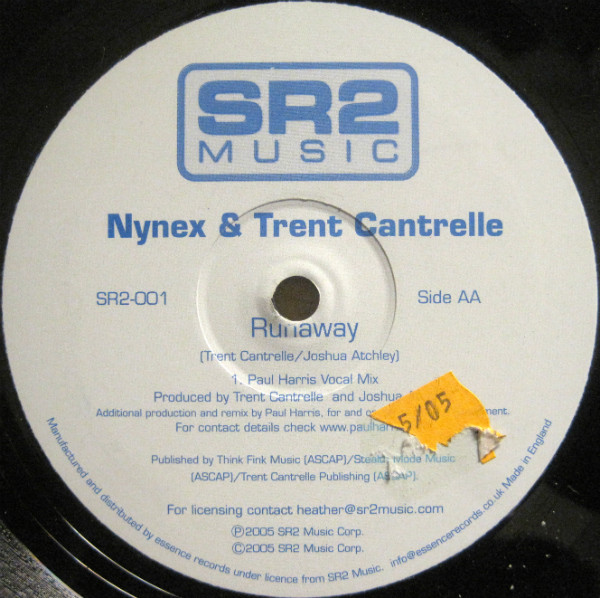 SR2
MUSIC
Nynex & Trent Cantrelle
SR2-001
Side AA
Runaway
(Trent Cantrelle/Joshua Atchley)
1. Paul Harris Vocal Mix
Produced by Trent Cantrelle and Joshua
Additional production and remix by Paul Harris, for and
For contact details check
5/05
Published by Think Fink Music (ASCAP)/ Mode Music
(ASCAP)/Trent Cantrelle Publishing (ASCAP).
For licensing contact heather@sr2music.com
Ⓟ2005 SR2 Music Corp.
©2005 SR2 Music Corp.
Manufactured and distributed by essence records under licence from SR2 Music. info@essencerecords.co.uk Made in England